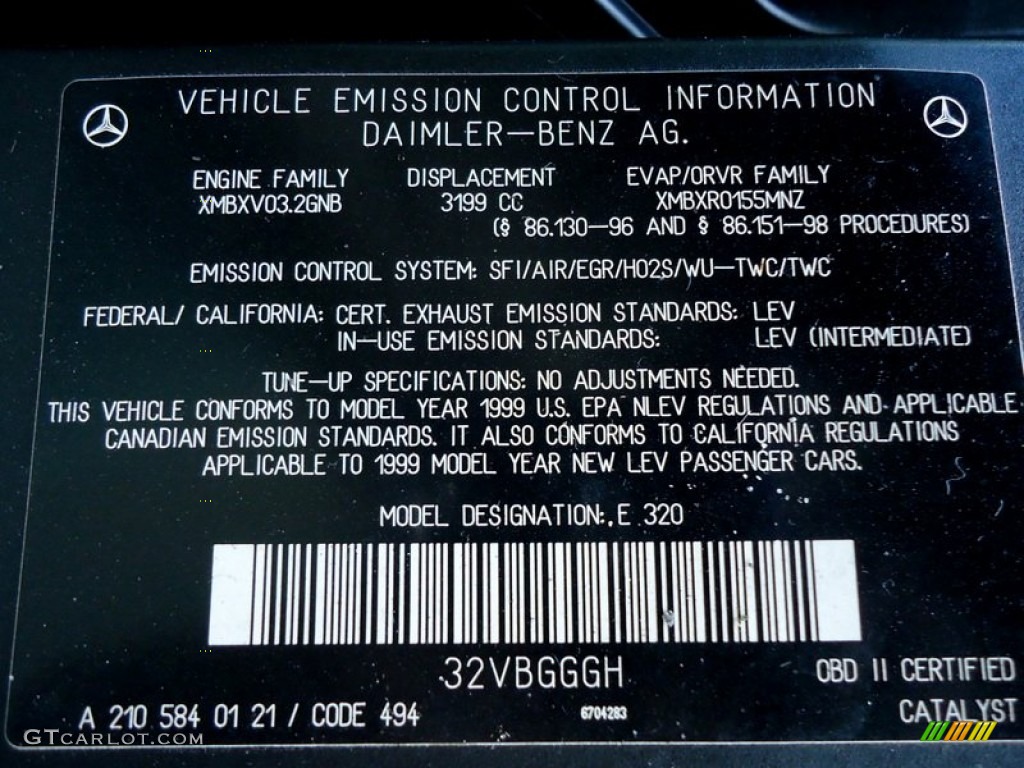 VEHICLE EMISSION CONTROL INFORMATION
DAIMLER-BENZ AG.
ENGINE FAMILY DISPLACEMENT EVAP/ORVR FAMILY
XMBXV03.2GNB 3199 CC XMBXR0155MNZ
(§ 86.130-96 AND § 86.151-98 PROCEDURES)
EMISSION CONTROL SYSTEM: SFI/AIR/EGR/HO2S/WU-TWC/TWC
FEDERAL/ CALIFORNIA: CERT. EXHAUST EMISSION STANDARDS: LEV
IN-USE EMISSION STANDARDS: LEV (INTERMEDIATE)
TUNE-UP SPECIFICATIONS: NO ADJUSTMENTS NEEDED.
THIS VEHICLE CONFORMS TO MODEL YEAR 1999 U.S. EPA NLEV REGULATIONS AND APPLICABLE
CANADIAN EMISSION STANDARDS. IT ALSO CONFORMS TO CALIFORNIA REGULATIONS
APPLICABLE TO 1999 MODEL YEAR NEW LEV PASSENGER CARS.
MODEL DESIGNATION: E 320
32VBGGGH
OBD II CERTIFIED
A 210 584 01 21 / CODE 494 6704283 CATALYST
GTCARLOT.COM